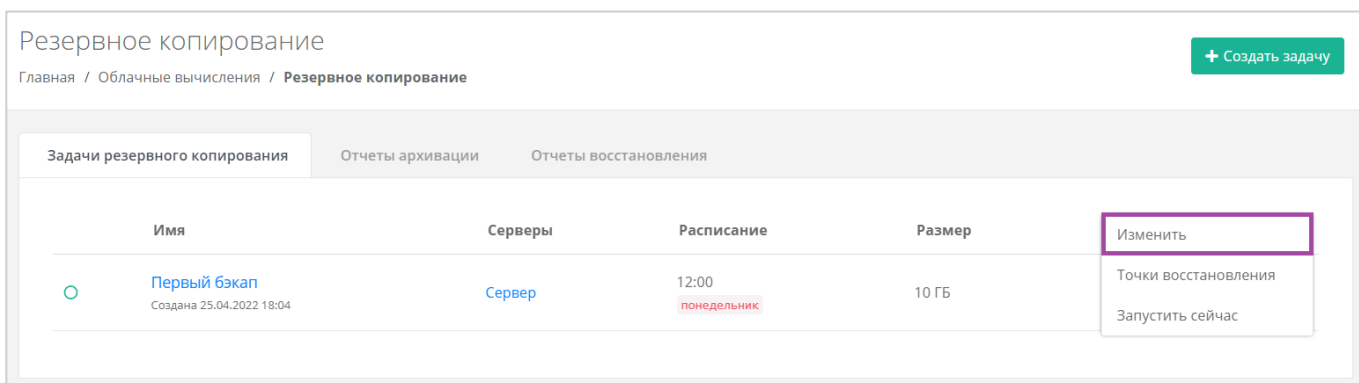 Резервное копирование
+ Создать задачу
Главная / Облачные вычисления / Резервное копирование
Задачи резервного копирования Отчеты архивации Отчеты восстановления
Имя Серверы Расписание Размер
Изменить
Первый бэкап
Создана 25.04.2022 18:04
Сервер
12:00
понедельник
10 ГБ
Точки восстановления
Запустить сейчас